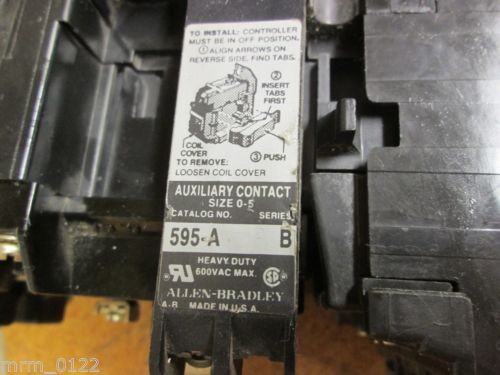 TO INSTALL: CONTROLLER
MUST BE IN OFF POSITION.
① ALIGN ARROWS ON
REVERSE SIDE, FIND TABS.
②
INSERT
TABS
FIRST
COIL
COVER
③ PUSH
TO REMOVE:
LOOSEN COIL COVER
AUXILIARY CONTACT
SIZE 0-5
CATALOG NO. SERIES
595-A B
HEAVY DUTY
600VAC MAX.
ALLEN-BRADLEY
A-B MADE IN U.S.A.
mrm_0122